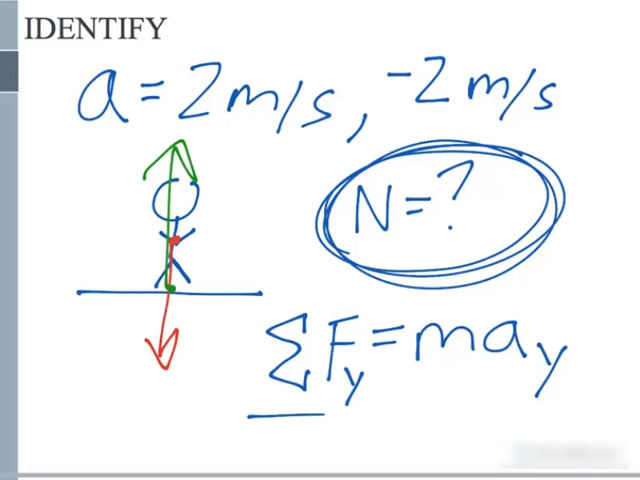 IDENTIFY
a = 2 m/s, -2 m/s
N = ?
ΣFy = may